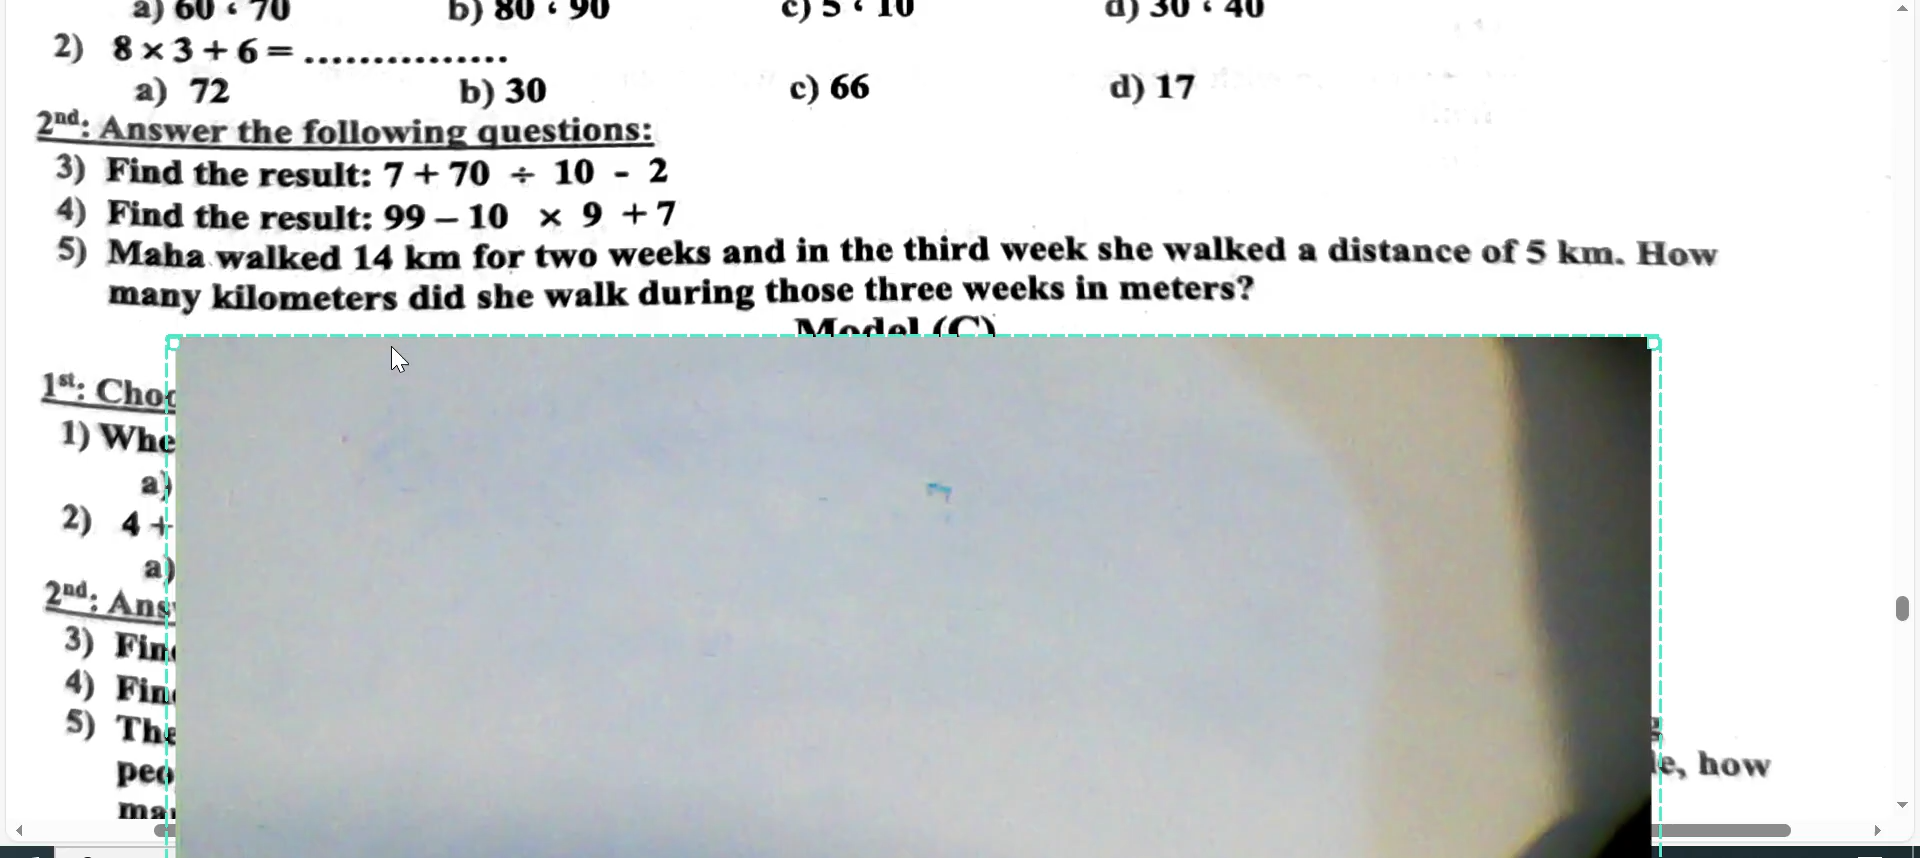 a) 60 ، 70 b) 80 ، 90 c) 5 ، 10 d) 30 ، 40
2) 8 × 3 + 6 = ...............
a) 72 b) 30 c) 66 d) 17
2nd: Answer the following questions:
3) Find the result: 7 + 70 ÷ 10 - 2
4) Find the result: 99 – 10 × 9 + 7
5) Maha walked 14 km for two weeks and in the third week she walked a distance of 5 km. How
many kilometers did she walk during those three weeks in meters?
Model (C)
1st: Choo
1) Whe
a)
2) 4 +
a)
2nd: Ans
3) Fin
4) Fin
5) The
peo e, how
ma